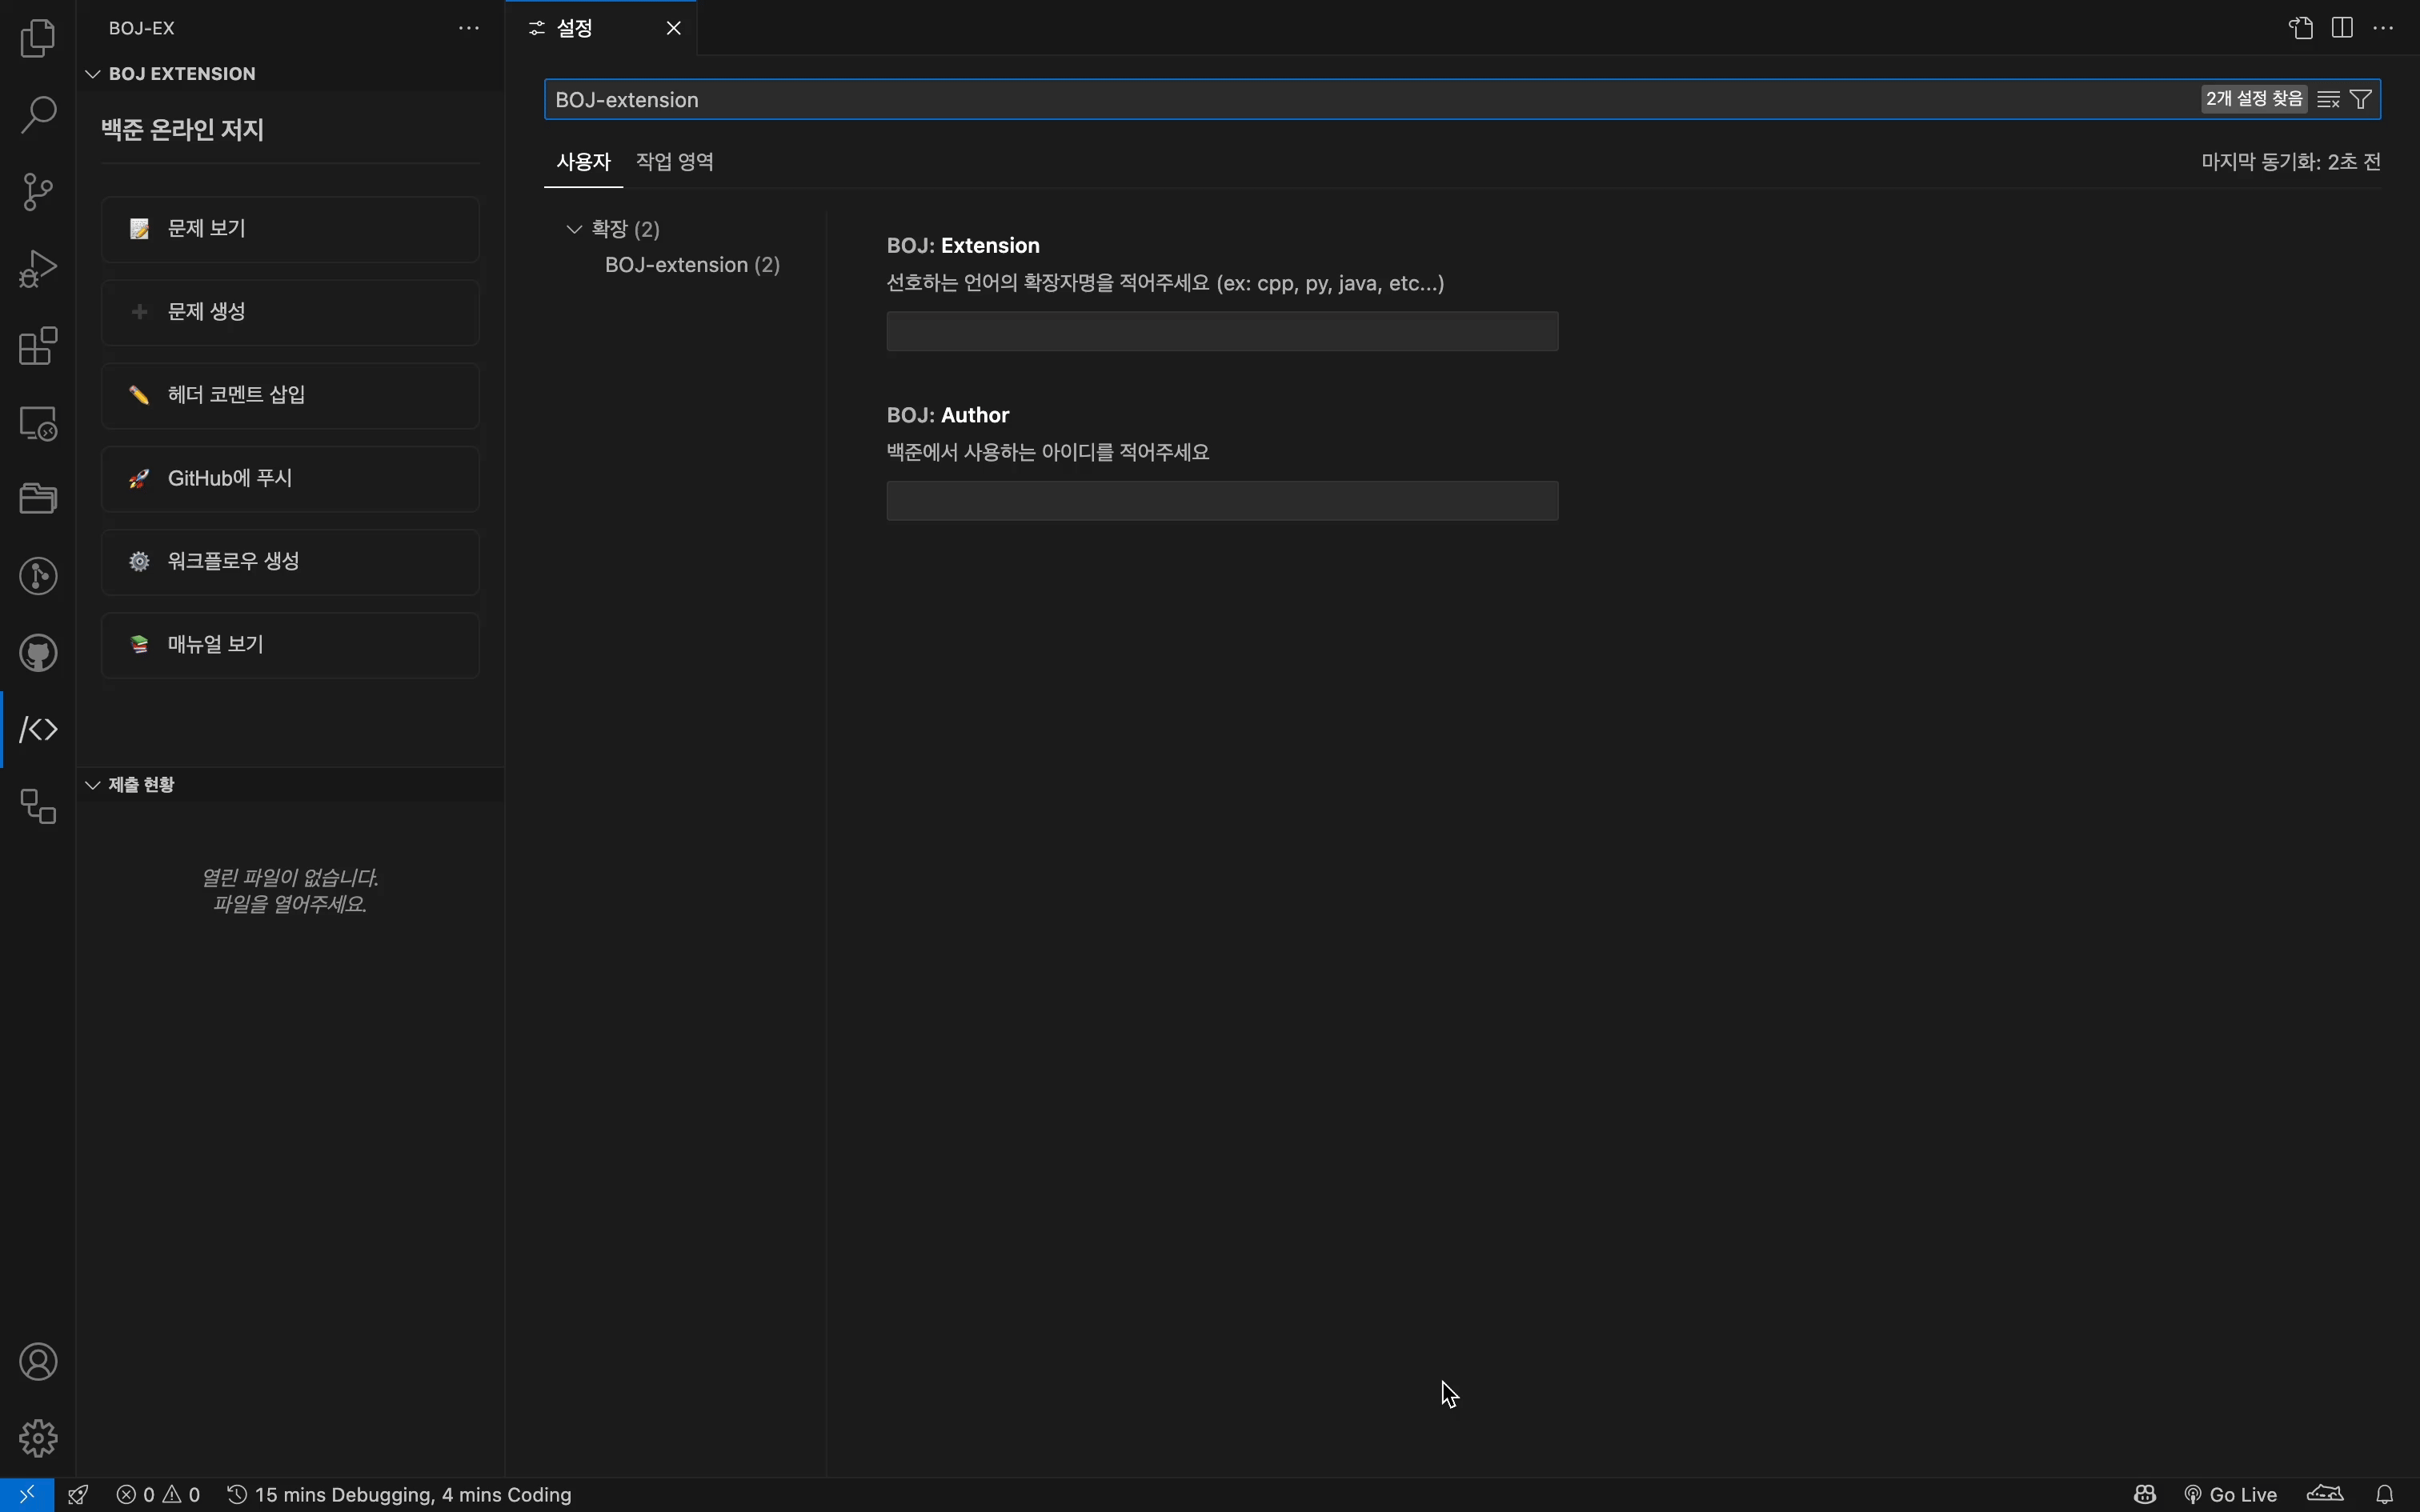 BOJ-EX
BOJ EXTENSION
백준 온라인 저지
문제 보기
문제 생성
헤더 코멘트 삽입
GitHub에 푸시
워크플로우 생성
매뉴얼 보기
제출 현황
열린 파일이 없습니다.
파일을 열어주세요.
설정
BOJ-extension
2개 설정 찾음
사용자 작업 영역
마지막 동기화: 2초 전
확장 (2)
BOJ-extension (2)
BOJ: Extension
선호하는 언어의 확장자명을 적어주세요 (ex: cpp, py, java, etc...)
BOJ: Author
백준에서 사용하는 아이디를 적어주세요
0 0 15 mins Debugging, 4 mins Coding
Go Live